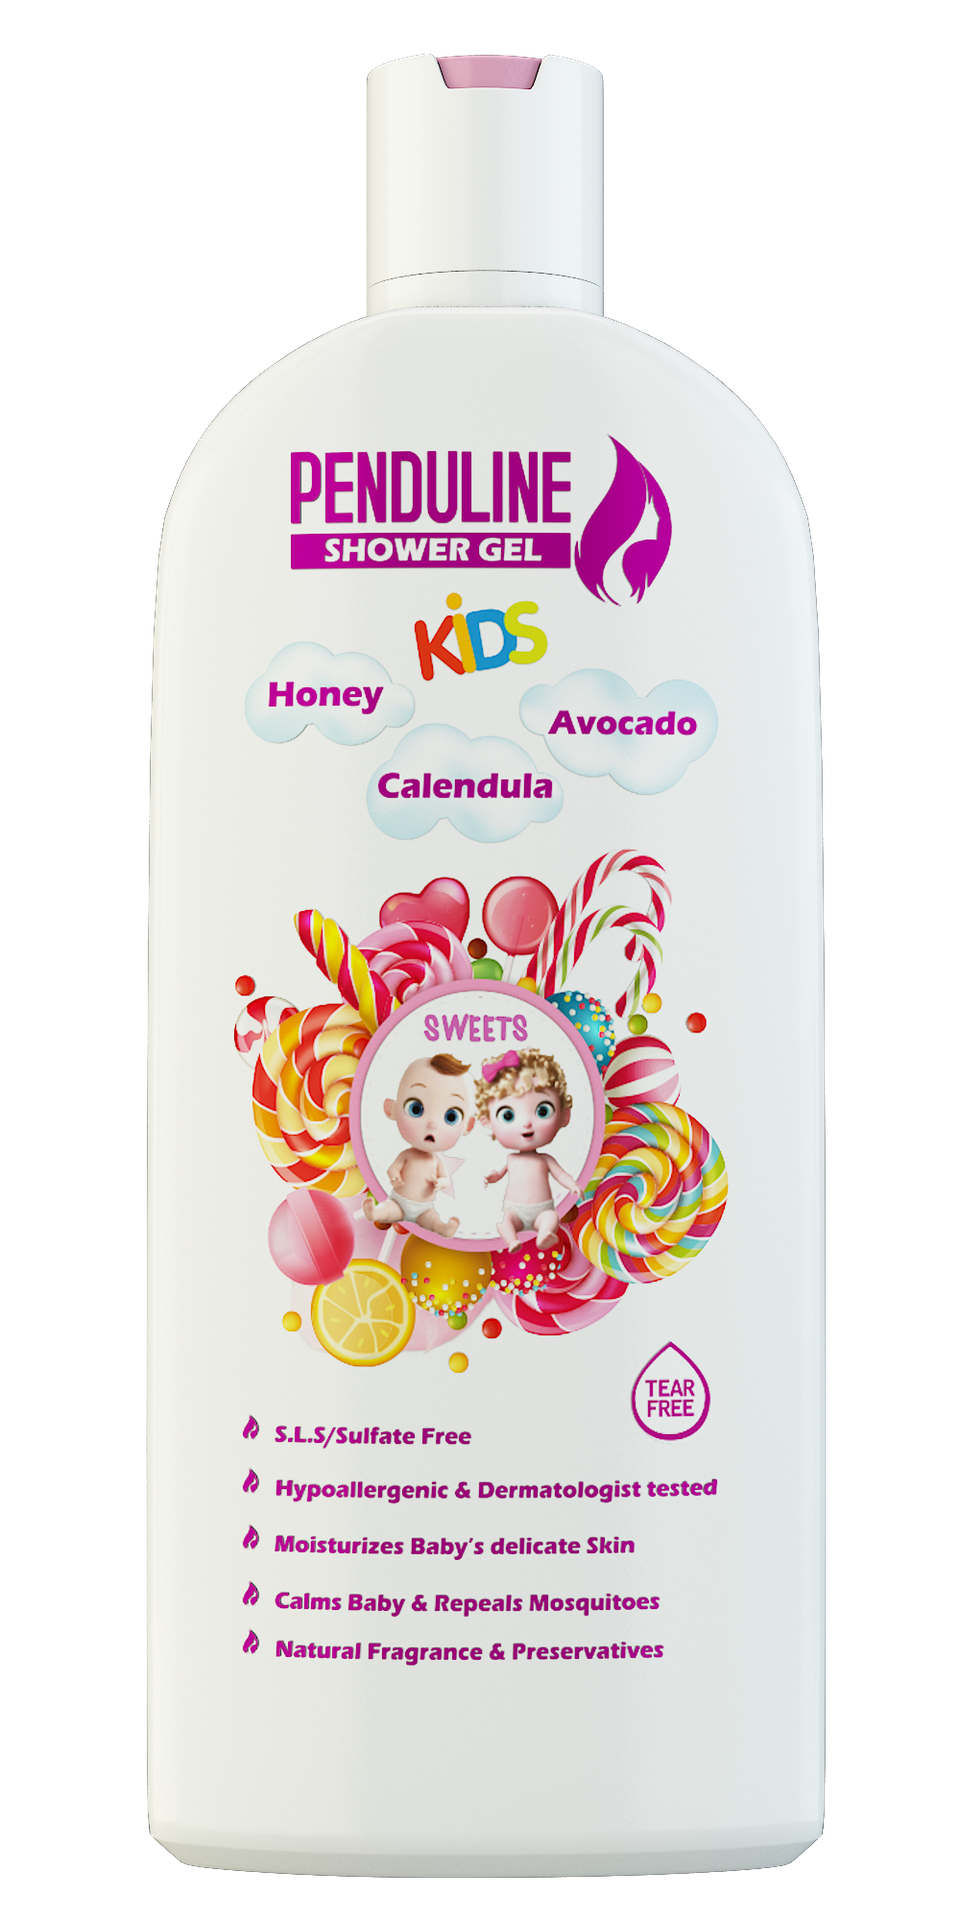 PENDULINE
SHOWER GEL
KiDS
Honey
Avocado
Calendula
SWEETS
TEAR
FREE
S.L.S/Sulfate Free
Hypoallergenic & Dermatologist tested
Moisturizes Baby's delicate Skin
Calms Baby & Repeals Mosquitoes
Natural Fragrance & Preservatives